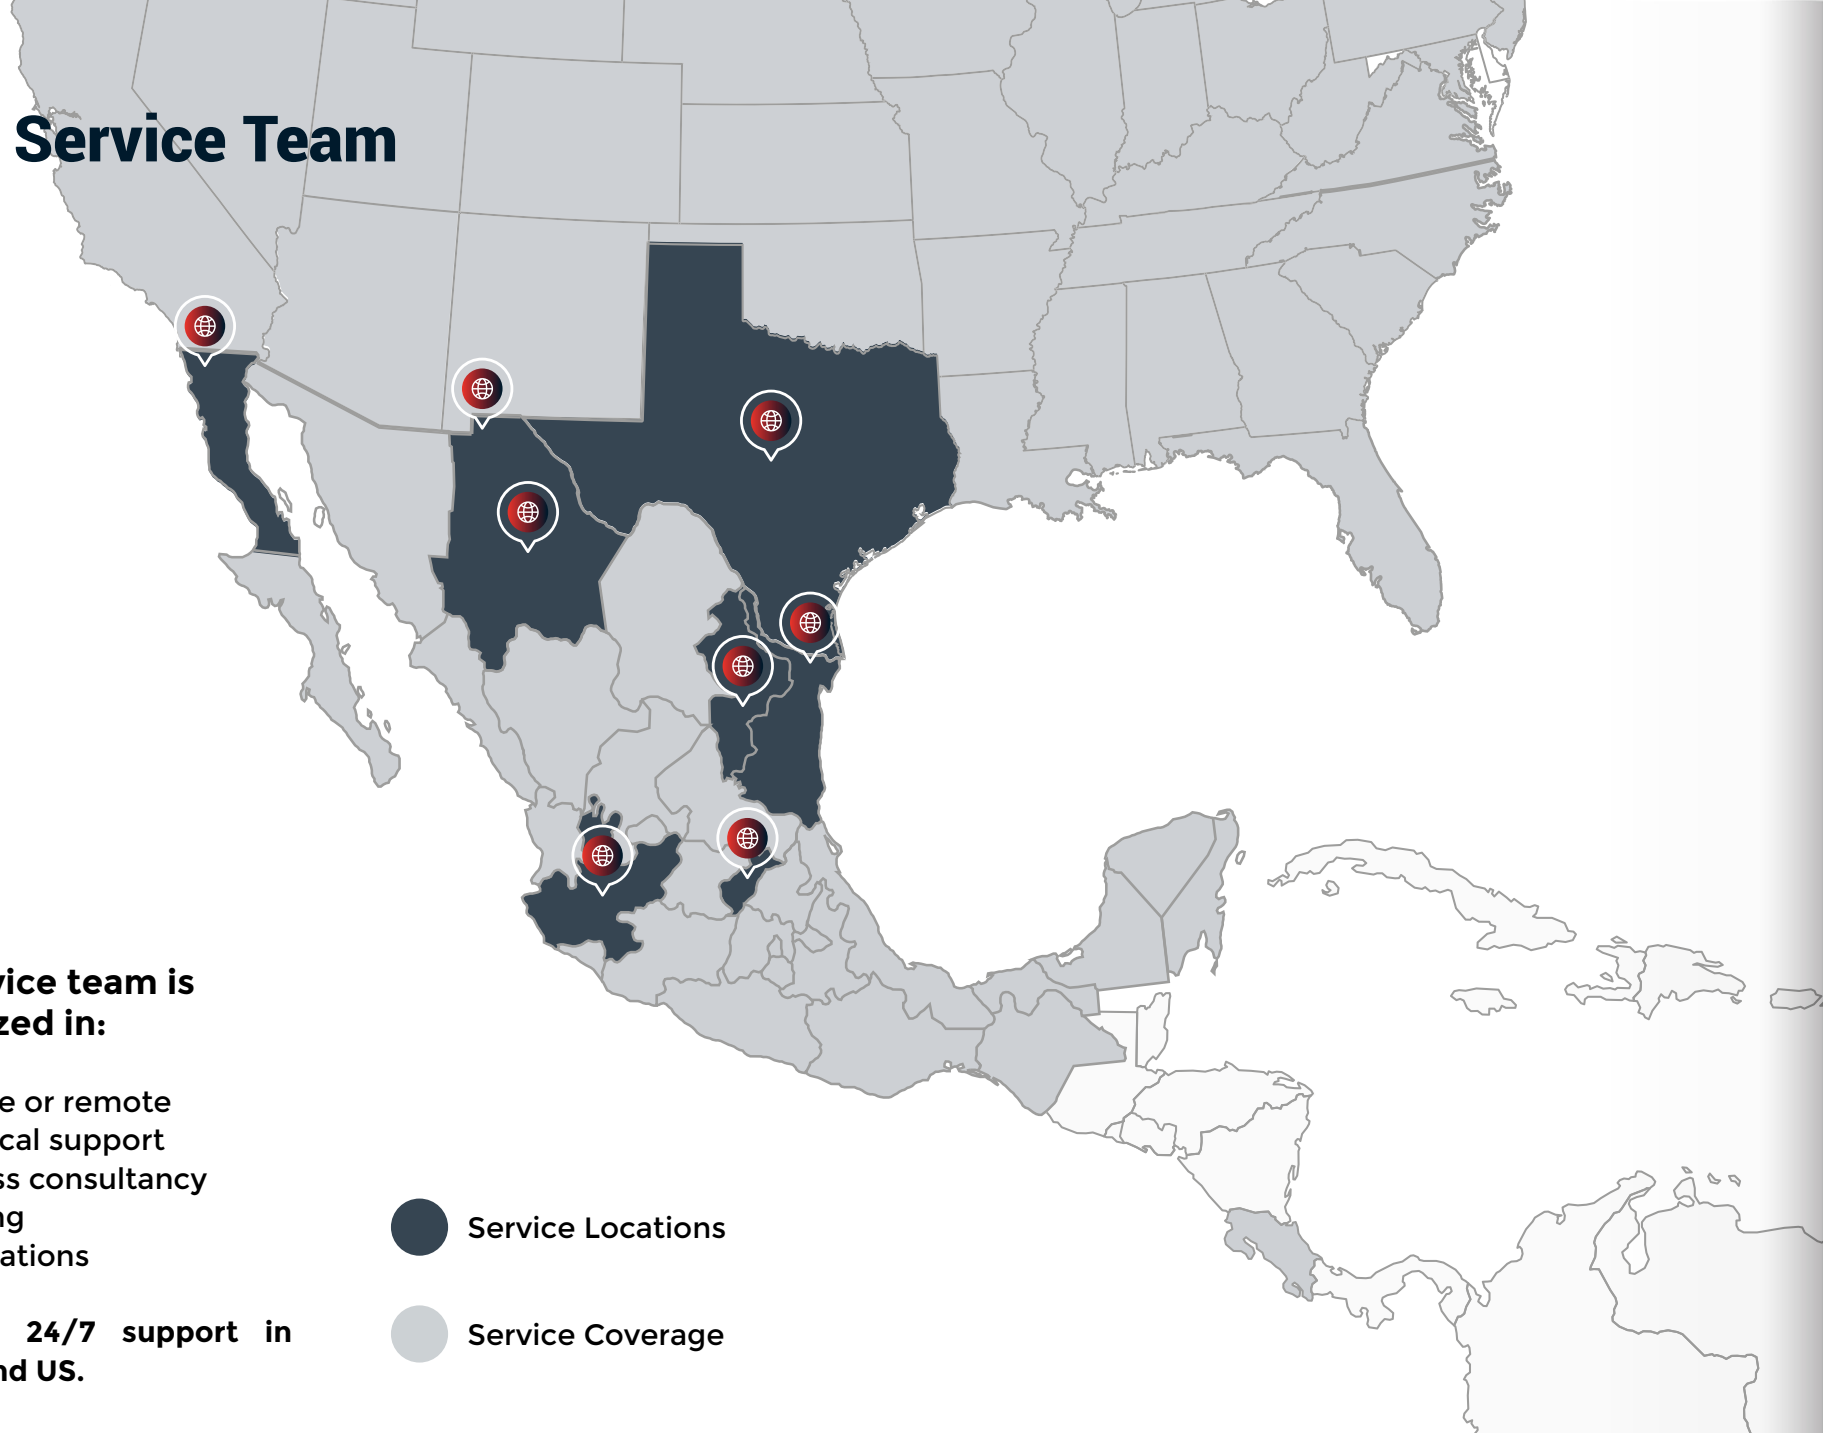 Service Team
vice team is
zed in:
e or remote
cal support
ss consultancy
ng
ations
24/7 support in
nd US.
Service Locations
Service Coverage